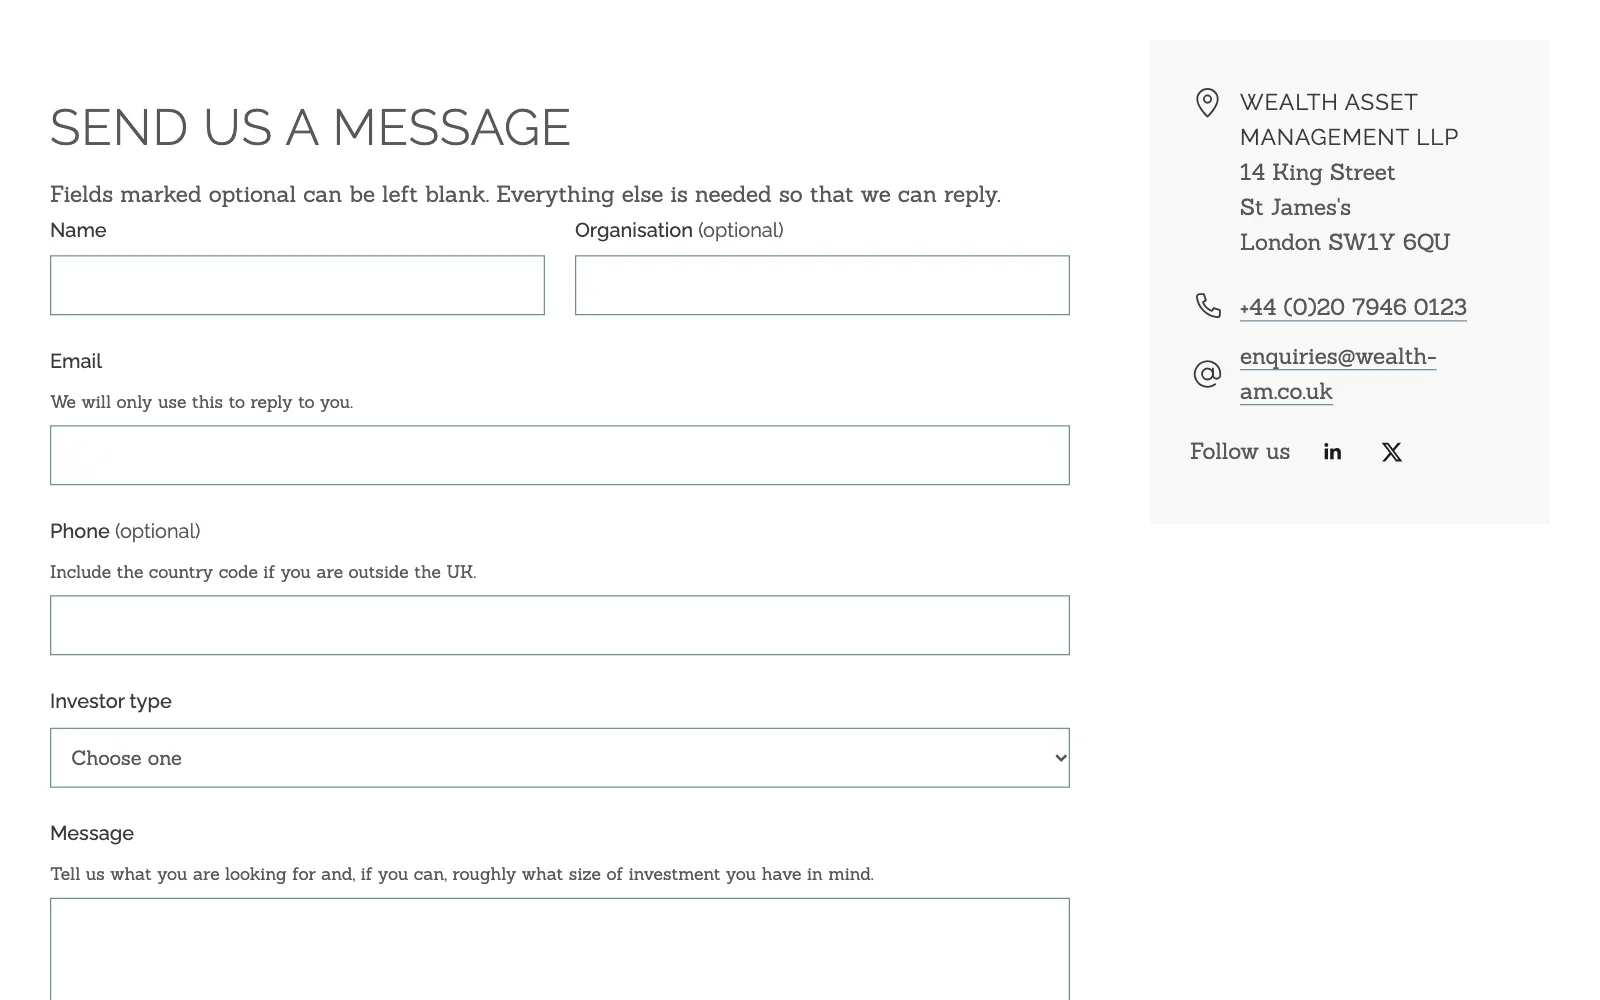 SEND US A MESSAGE
Fields marked optional can be left blank. Everything else is needed so that we can reply.
Name
Organisation (optional)
Email
We will only use this to reply to you.
Phone (optional)
Include the country code if you are outside the UK.
Investor type
Choose one
Message
Tell us what you are looking for and, if you can, roughly what size of investment you have in mind.
WEALTH ASSET
MANAGEMENT LLP
14 King Street
St James's
London SW1Y 6QU
+44 (0)20 7946 0123
enquiries@wealth-
am.co.uk
Follow us